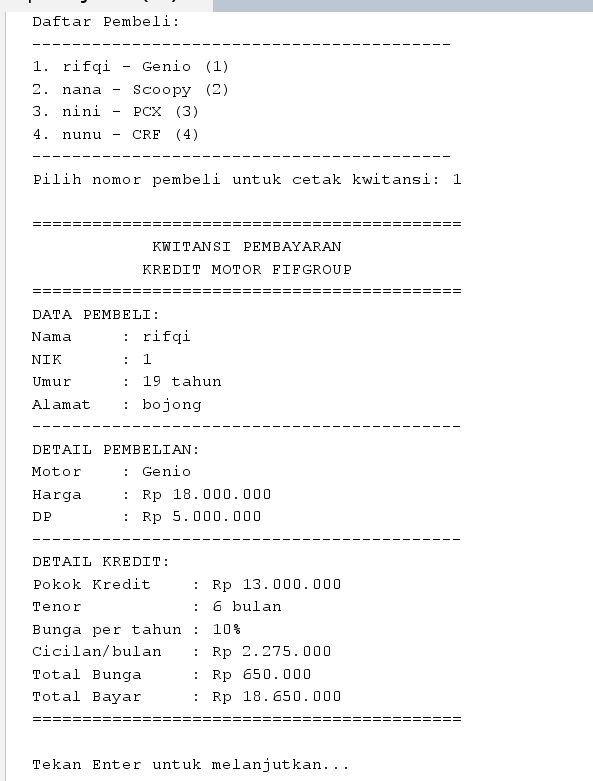 Daftar Pembeli:
------------------------------------------
1. rifqi - Genio (1)
2. nana - Scoopy (2)
3. nini - PCX (3)
4. nunu - CRF (4)
------------------------------------------
Pilih nomor pembeli untuk cetak kwitansi: 1
===========================================
KWITANSI PEMBAYARAN
KREDIT MOTOR FIFGROUP
===========================================
DATA PEMBELI:
Nama     : rifqi
NIK      : 1
Umur     : 19 tahun
Alamat   : bojong
-------------------------------------------
DETAIL PEMBELIAN:
Motor    : Genio
Harga    : Rp 18.000.000
DP       : Rp 5.000.000
-------------------------------------------
DETAIL KREDIT:
Pokok Kredit    : Rp 13.000.000
Tenor           : 6 bulan
Bunga per tahun : 10%
Cicilan/bulan   : Rp 2.275.000
Total Bunga     : Rp 650.000
Total Bayar     : Rp 18.650.000
===========================================
Tekan Enter untuk melanjutkan...